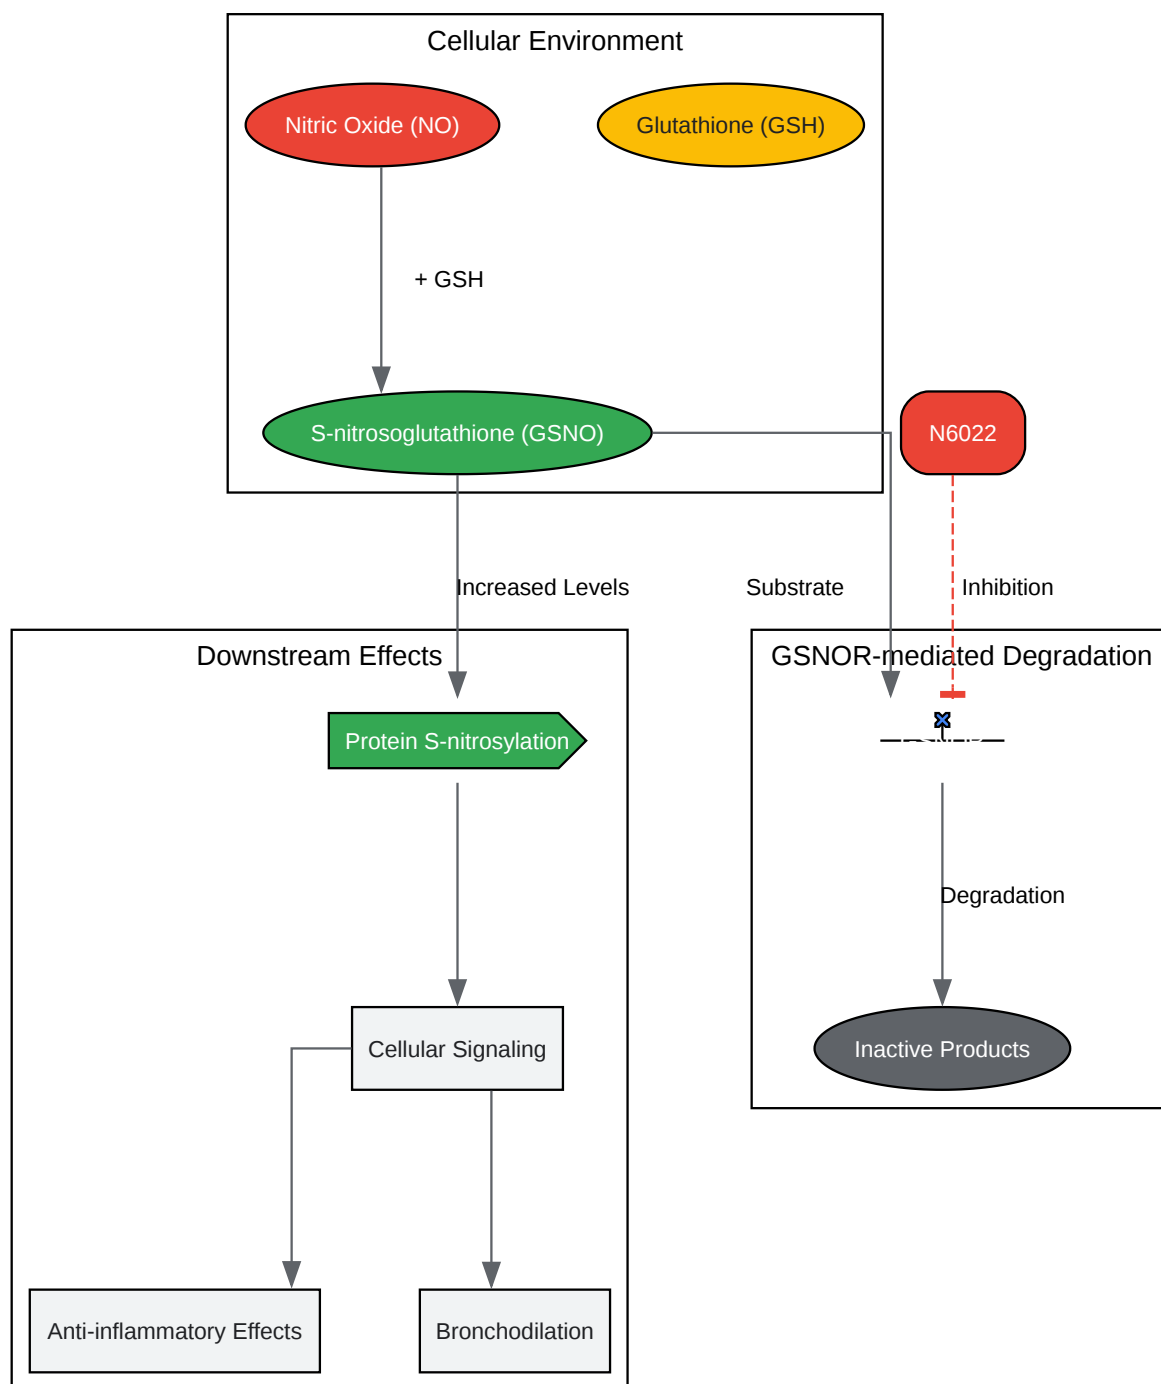 Cellular Environment
Nitric Oxide (NO)
Glutathione (GSH)
+ GSH
S-nitrosoglutathione (GSNO)
N6022
Increased Levels
Substrate
Inhibition
Downstream Effects
GSNOR-mediated Degradation
Protein S-nitrosylation
Degradation
Cellular Signaling
Inactive Products
Anti-inflammatory Effects
Bronchodilation